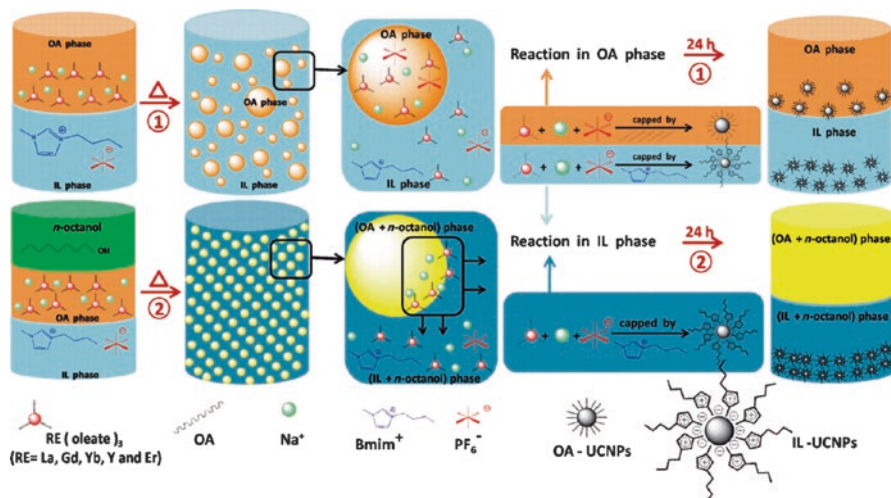 OA phase
IL phase
△
①
OA phase
IL phase
OA phase
IL phase
Reaction in OA phase
24 h
①
capped by
capped by
OA phase
IL phase
n-octanol
OH
OA phase
IL phase
△
②
(OA + n-octanol) phase
(IL + n-octanol) phase
Reaction in IL phase
24 h
②
capped by
(OA + n-octanol) phase
(IL + n-octanol) phase
RE ( oleate )₃
(RE= La, Gd, Yb, Y and Er)
OA
Na⁺
Bmim⁺
PF₆⁻
OA - UCNPs
IL -UCNPs